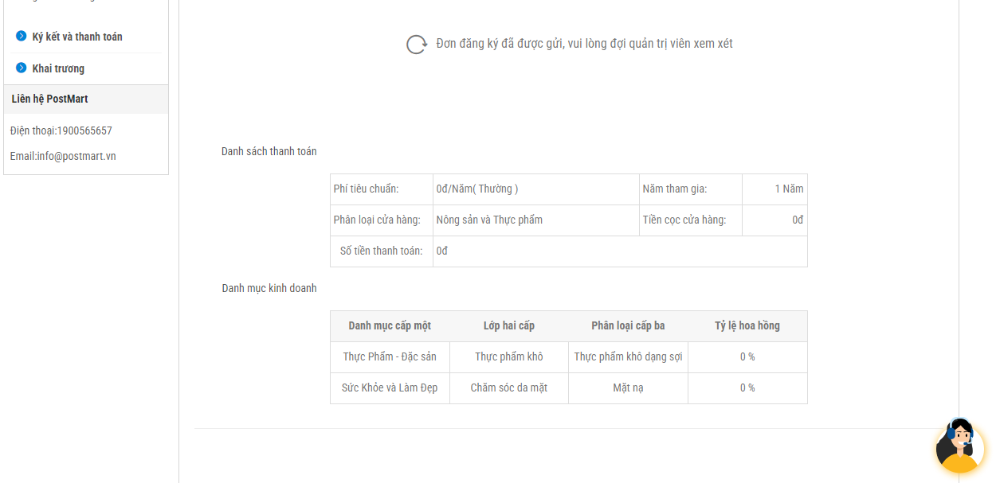 Ký kết và thanh toán
Khai trương
Liên hệ PostMart
Điện thoại:1900565657
Email:info@postmart.vn
Đơn đăng ký đã được gửi, vui lòng đợi quản trị viên xem xét
Danh sách thanh toán
Phí tiêu chuẩn: 0đ/Năm( Thường ) Năm tham gia: 1 Năm
Phân loại cửa hàng: Nông sản và Thực phẩm Tiền cọc cửa hàng: 0đ
Số tiền thanh toán: 0đ
Danh mục kinh doanh
Danh mục cấp một Lớp hai cấp Phân loại cấp ba Tỷ lệ hoa hồng
Thực Phẩm - Đặc sản Thực phẩm khô Thực phẩm khô dạng sợi 0 %
Sức Khỏe và Làm Đẹp Chăm sóc da mặt Mặt nạ 0 %